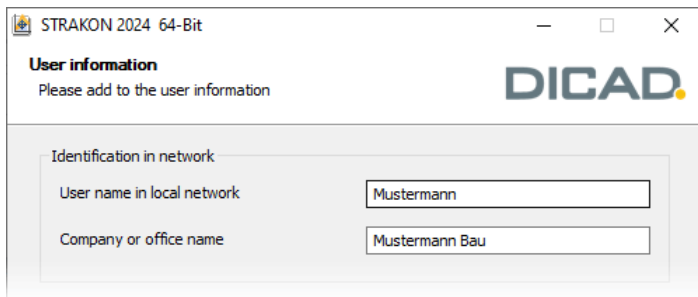 STRAKON 2024 64-Bit
User information
Please add to the user information
DICAD
Identification in network
User name in local network
Mustermann
Company or office name
Mustermann Bau